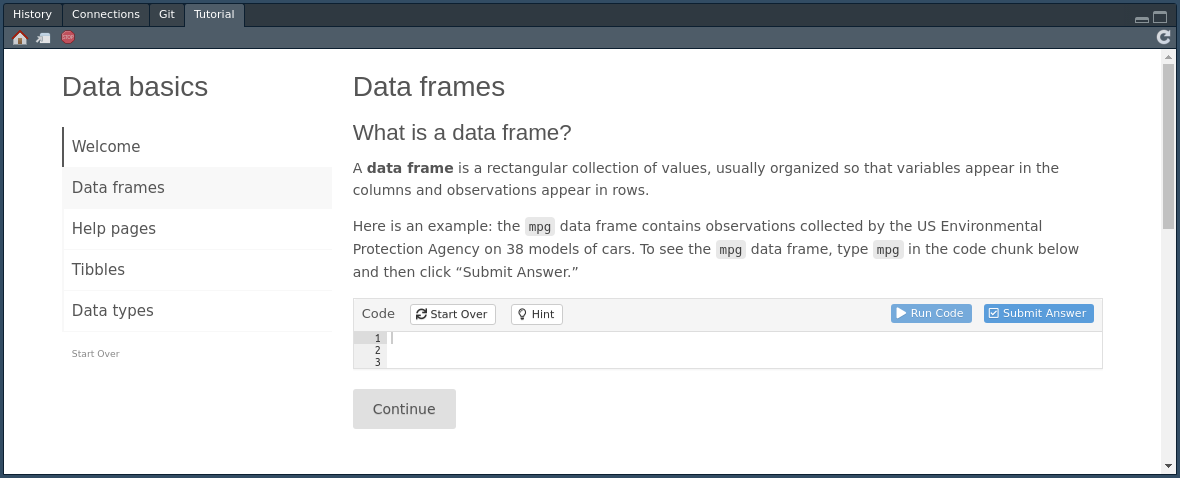 History Connections Git Tutorial
STOP
Data basics
Welcome
Data frames
Help pages
Tibbles
Data types
Start Over
Data frames
What is a data frame?
A data frame is a rectangular collection of values, usually organized so that variables appear in the
columns and observations appear in rows.
Here is an example: the mpg data frame contains observations collected by the US Environmental
Protection Agency on 38 models of cars. To see the mpg data frame, type mpg in the code chunk below
and then click “Submit Answer.”
Code Start Over Hint Run Code Submit Answer
1
2
3
Continue